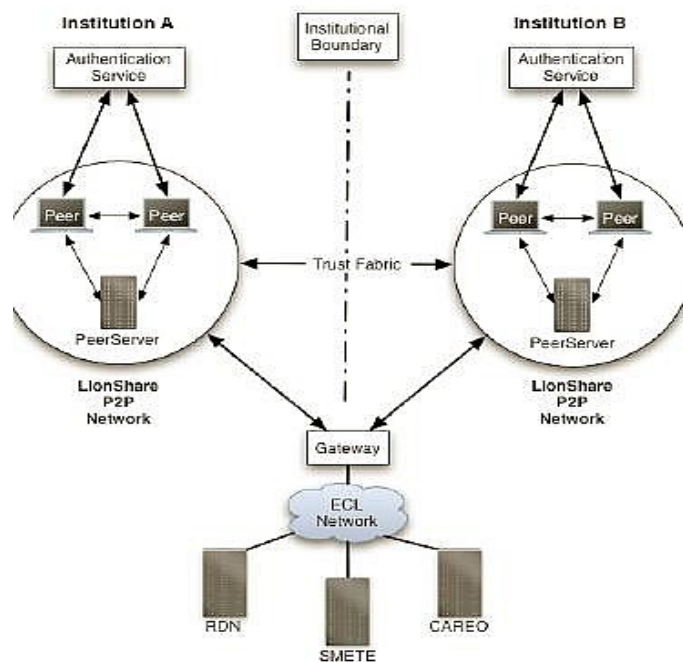 Institution A
Institutional
Boundary
Institution B
Authentication
Service
Authentication
Service
Peer
Peer
Peer
Peer
Trust Fabric
PeerServer
PeerServer
LionShare
P2P
Network
LionShare
P2P
Network
Gateway
ECL
Network
RDN
SMETE
CAREO